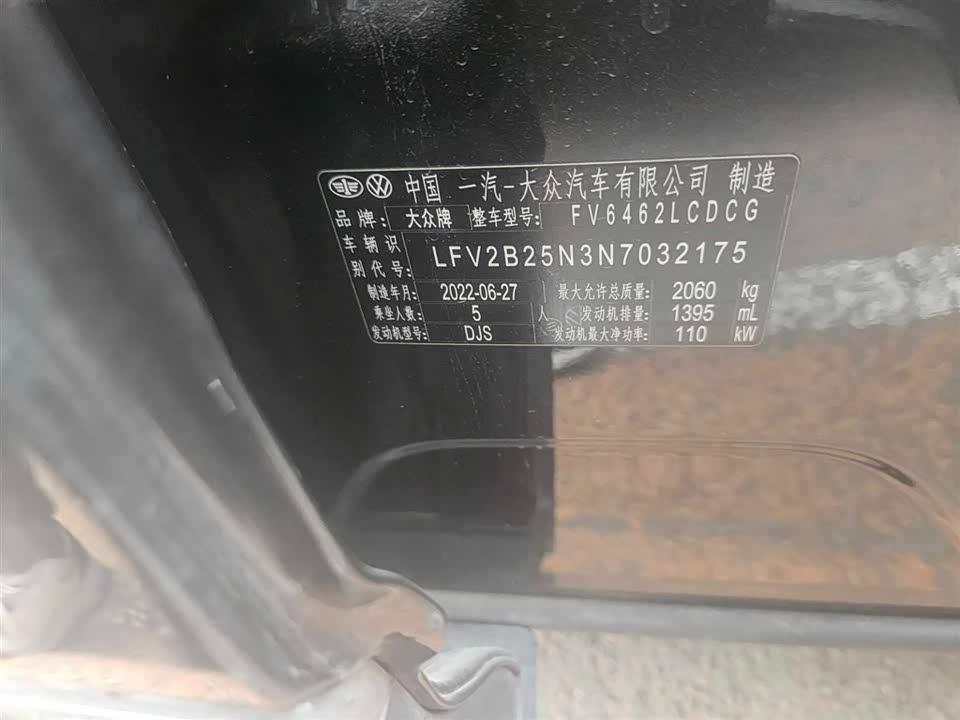 中国 一汽-大众汽车有限公司 制造
品牌: 大众牌 整车型号: FV6462LCDCG
车辆识别代号: LFV2B25N3N7032175
制造年月: 2022-06-27 最大允许总质量: 2060 kg
乘坐人数: 5 人 发动机排量: 1395 mL
发动机型号: DJS 发动机最大净功率: 110 kW